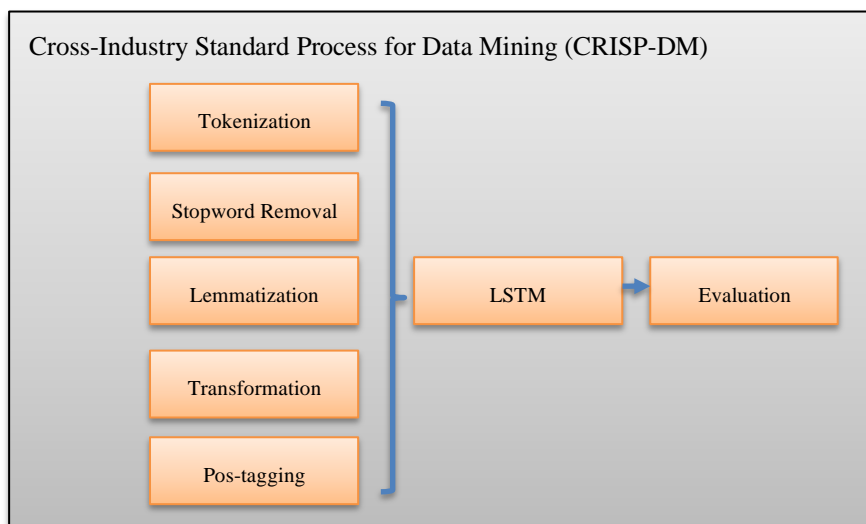 Cross-Industry Standard Process for Data Mining (CRISP-DM)
Tokenization
Stopword Removal
Lemmatization
LSTM
Evaluation
Transformation
Pos-tagging